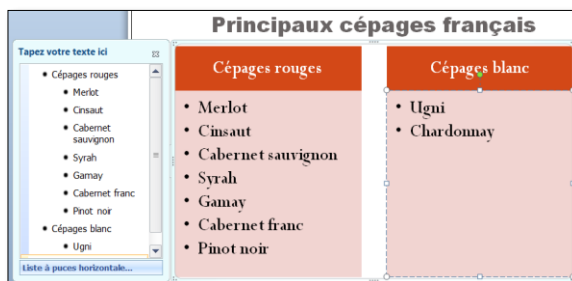 Principaux cépages français
Tapez votre texte ici
Cépages rouges
Merlot
Cinsaut
Cabernet
sauvignon
Syrah
Gamay
Cabernet franc
Pinot noir
Cépages blanc
Ugni
Liste à puces horizontale...
Cépages rouges
• Merlot
• Cinsaut
• Cabernet sauvignon
• Syrah
• Gamay
• Cabernet franc
• Pinot noir
Cépages blanc
• Ugni
• Chardonnay